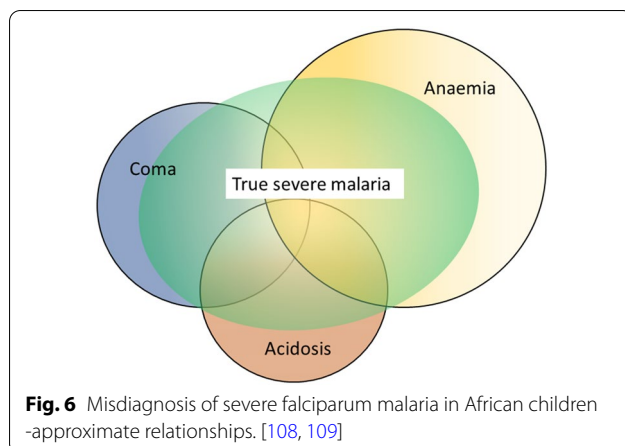 Anaemia
Coma
True severe malaria
Acidosis
Fig. 6 Misdiagnosis of severe falciparum malaria in African children
-approximate relationships. [108, 109]